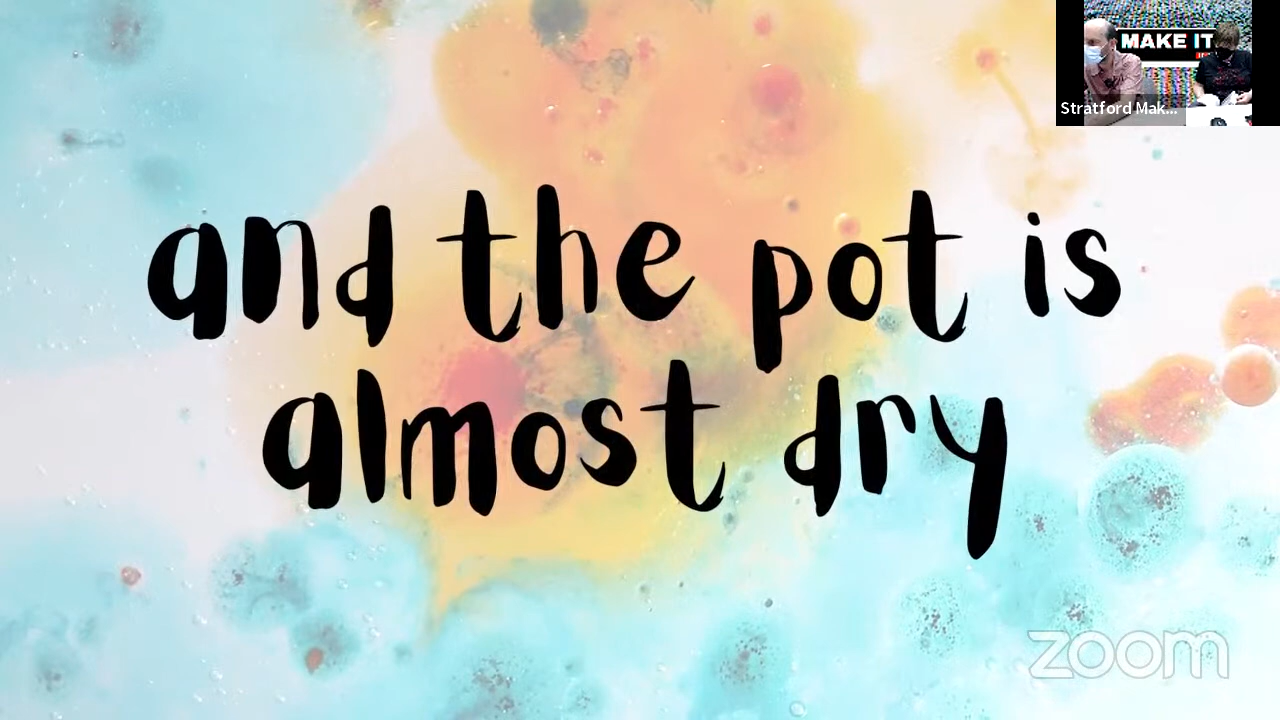 MAKE IT
Stratford Mak...
and the pot is
almost dry
zoom